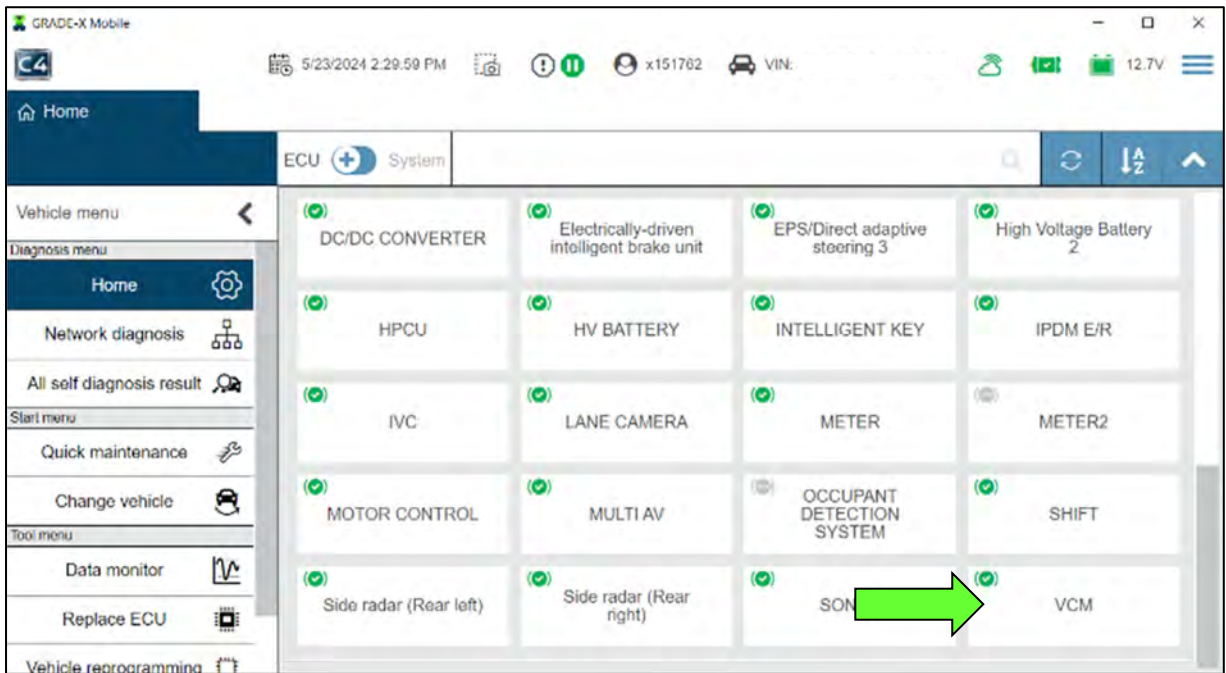 GRADE-X Mobile
C4
5/23/2024 2:29:59 PM
x151762
VIN:
12.7V
Home
ECU
System
Vehicle menu
Diagnosis menu
Home
Network diagnosis
All self diagnosis result
Start menu
Quick maintenance
Change vehicle
Tool menu
Data monitor
Replace ECU
Vehicle reprogramming
DC/DC CONVERTER
Electrically-driven
intelligent brake unit
EPS/Direct adaptive
steering 3
High Voltage Battery
2
HPCU
HV BATTERY
INTELLIGENT KEY
IPDM E/R
IVC
LANE CAMERA
METER
METER2
MOTOR CONTROL
MULTI AV
OCCUPANT
DETECTION
SYSTEM
SHIFT
Side radar (Rear left)
Side radar (Rear
right)
SON
VCM